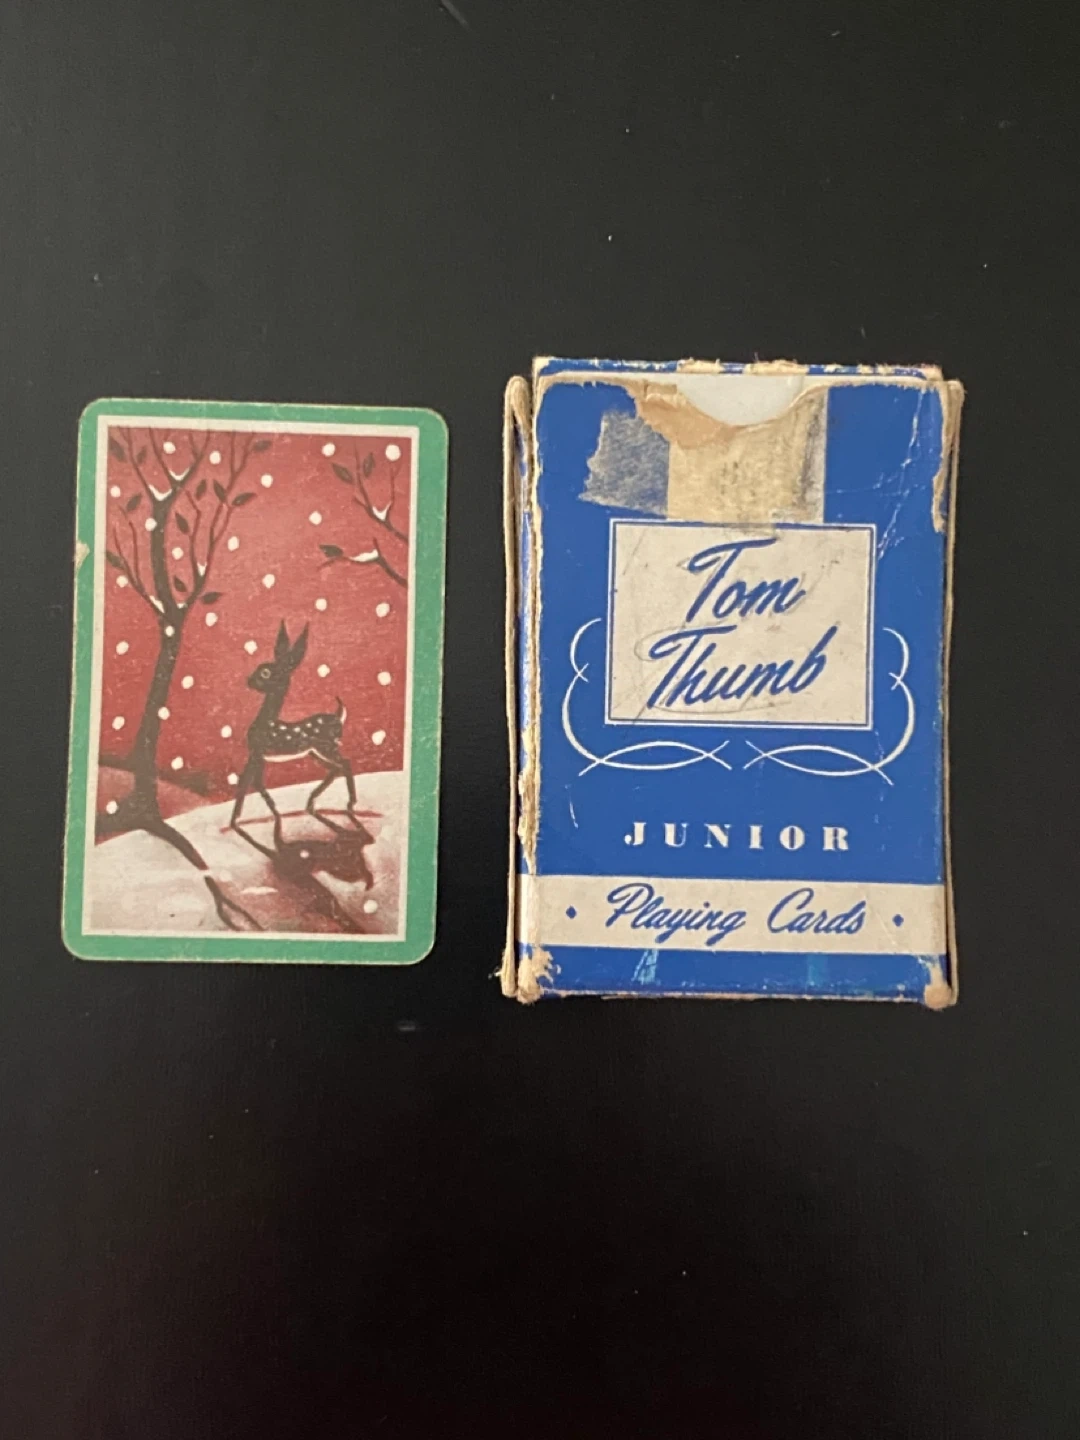 Tom
Thumb
JUNIOR
• Playing Cards •